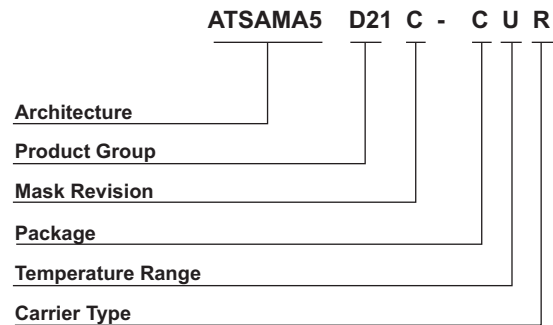 ATSAMA5 D21 C - C U R
Architecture
Product Group
Mask Revision
Package
Temperature Range
Carrier Type